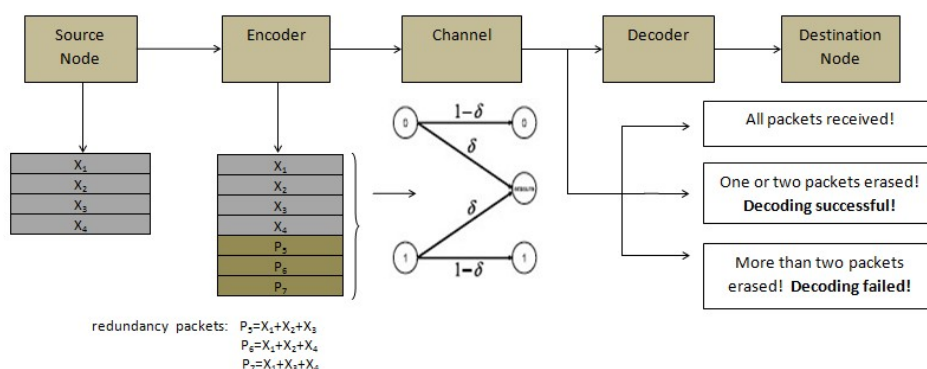 Source
Node
Encoder
Channel
Decoder
Destination
Node
X₁
X₂
X₃
X₄
X₁
X₂
X₃
X₄
P₅
P₆
P₇
0
1-δ
0
δ
δ
1
1-δ
1
All packets received!
One or two packets erased!
Decoding successful!
More than two packets
erased! Decoding failed!
redundancy packets: P₅=X₁+X₂+X₃
P₆=X₁+X₂+X₄
P₇=X₁+X₃+X₄